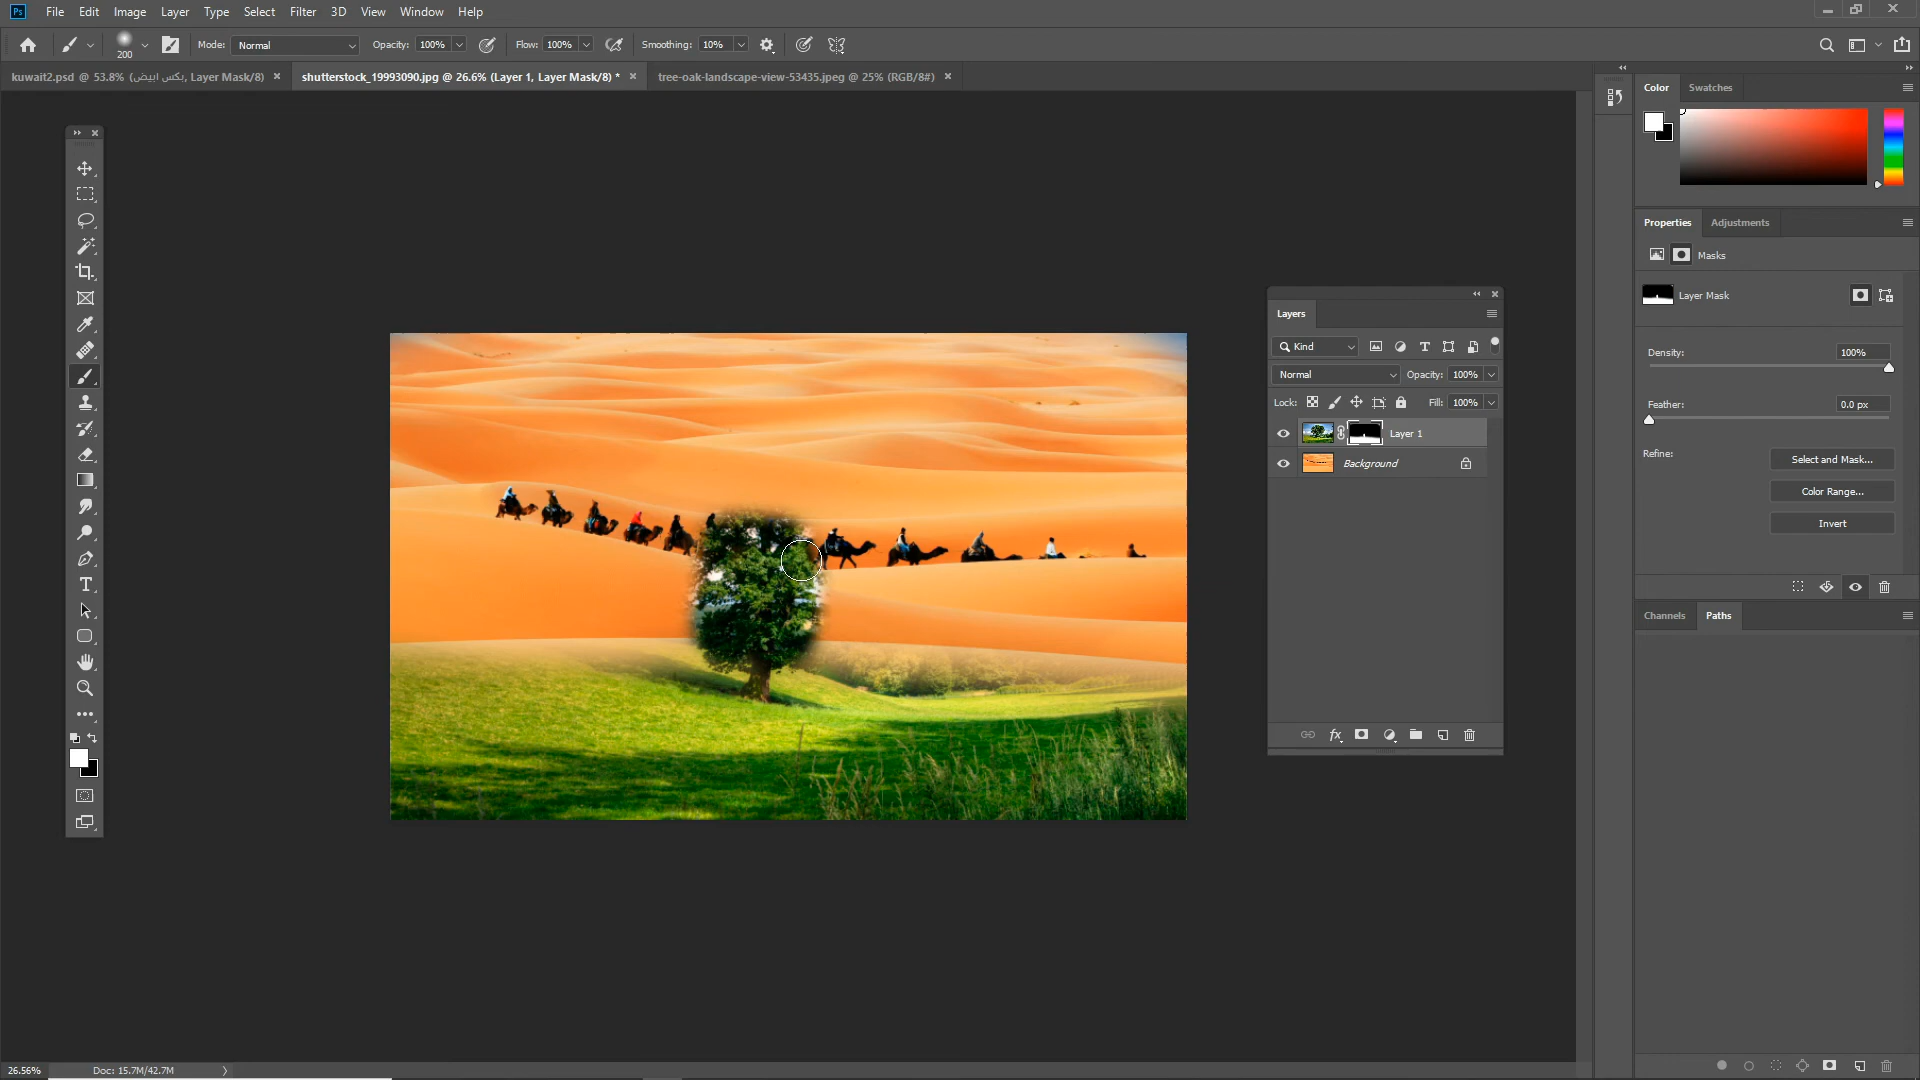 Ps File Edit Image Layer Type Select Filter 3D View Window Help
200 Mode: Normal Opacity: 100% Flow: 100% Smoothing: 10%
kuwait2.psd @ 53.8% (بكس ابيض, Layer Mask/8) × shutterstock_19993090.jpg @ 26.6% (Layer 1, Layer Mask/8) * × tree-oak-landscape-view-53435.jpeg @ 25% (RGB/8#) ×
Color Swatches
Properties Adjustments
Masks
Layer Mask
Density: 100%
Feather: 0.0 px
Refine: Select and Mask...
Color Range...
Invert
Channels Paths
Layers
Kind
Normal Opacity: 100%
Lock: Fill: 100%
Layer 1
Background
fx
26.56% Doc: 15.7M/42.7M